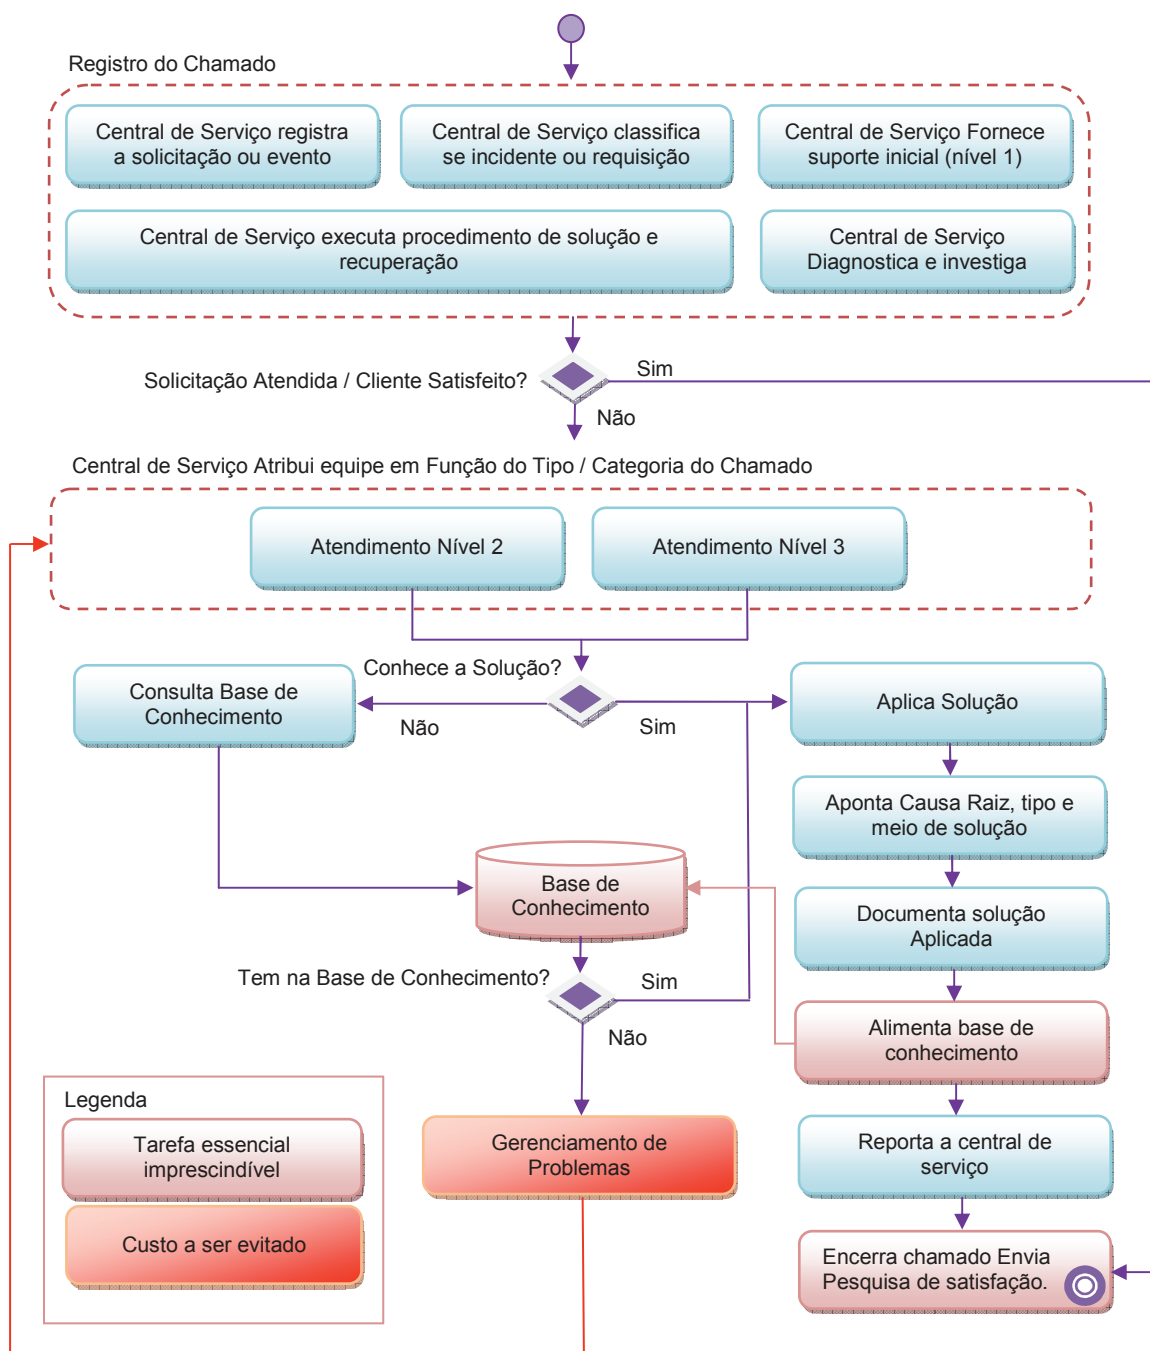 Registro do Chamado
Central de Serviço registra
a solicitação ou evento
Central de Serviço classifica
se incidente ou requisição
Central de Serviço Fornece
suporte inicial (nível 1)
Central de Serviço executa procedimento de solução e
recuperação
Central de Serviço
Diagnostica e investiga
Solicitação Atendida / Cliente Satisfeito?
Sim
Não
Central de Serviço Atribui equipe em Função do Tipo / Categoria do Chamado
Atendimento Nível 2
Atendimento Nível 3
Conhece a Solução?
Consulta Base de
Conhecimento
Não
Sim
Aplica Solução
Aponta Causa Raiz, tipo e
meio de solução
Base de
Conhecimento
Documenta solução
Aplicada
Tem na Base de Conhecimento?
Sim
Não
Alimenta base de
conhecimento
Legenda
Tarefa essencial
imprescindível
Custo a ser evitado
Gerenciamento de
Problemas
Reporta a central de
serviço
Encerra chamado Envia
Pesquisa de satisfação.